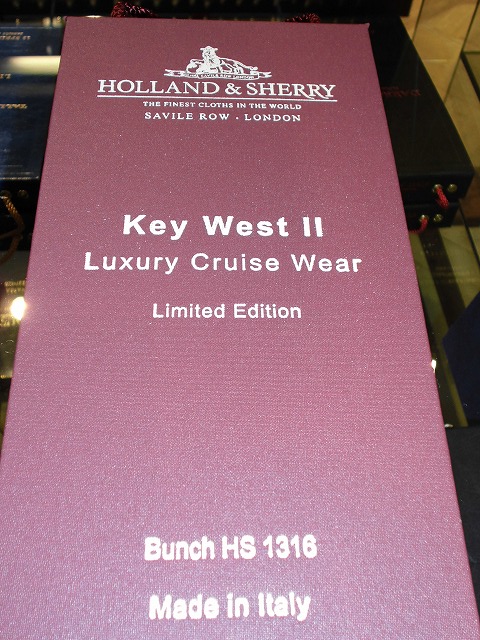 HOLLAND & SHERRY
THE FINEST CLOTHS IN THE WORLD
SAVILE ROW . LONDON
Key West II
Luxury Cruise Wear
Limited Edition
Bunch HS 1316
Made in Italy